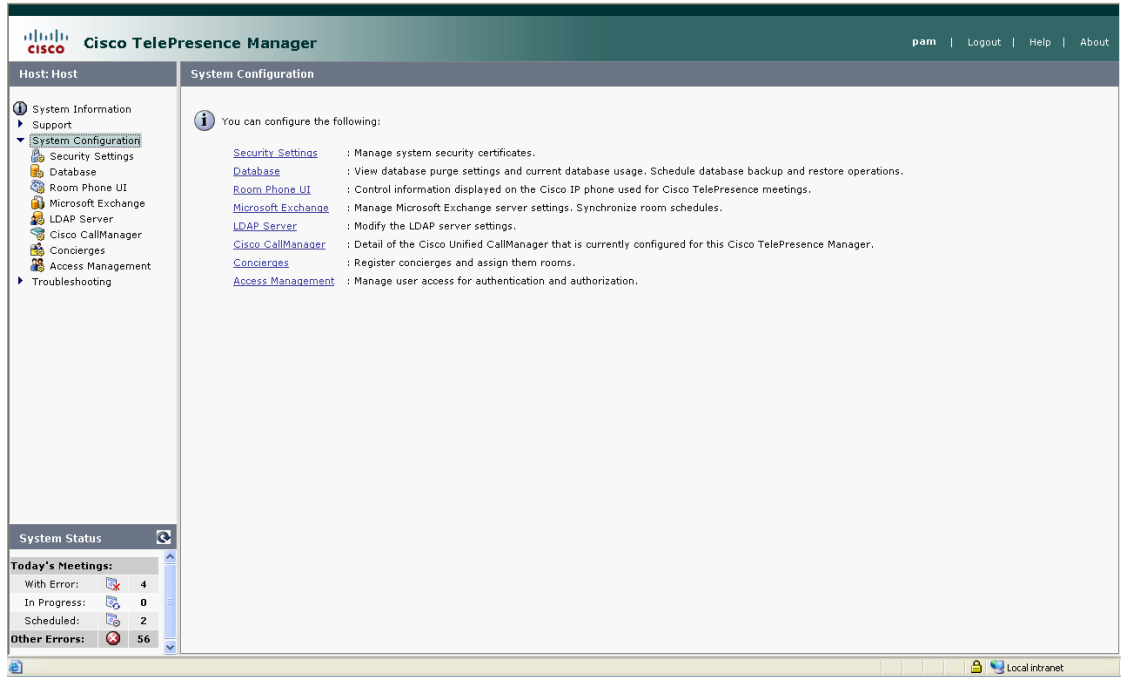 CISCO
Cisco TelePresence Manager
pam | Logout | Help | About
Host: Host
System Configuration
System Information
Support
System Configuration
Security Settings
Database
Room Phone UI
Microsoft Exchange
LDAP Server
Cisco CallManager
Concierges
Access Management
Troubleshooting
You can configure the following:
Security Settings : Manage system security certificates.
Database : View database purge settings and current database usage. Schedule database backup and restore operations.
Room Phone UI : Control information displayed on the Cisco IP phone used for Cisco TelePresence meetings.
Microsoft Exchange : Manage Microsoft Exchange server settings. Synchronize room schedules.
LDAP Server : Modify the LDAP server settings.
Cisco CallManager : Detail of the Cisco Unified CallManager that is currently configured for this Cisco TelePresence Manager.
Concierges : Register concierges and assign them rooms.
Access Management : Manage user access for authentication and authorization.
System Status
Today's Meetings:
With Error: 4
In Progress: 0
Scheduled: 2
Other Errors: 56
Local intranet